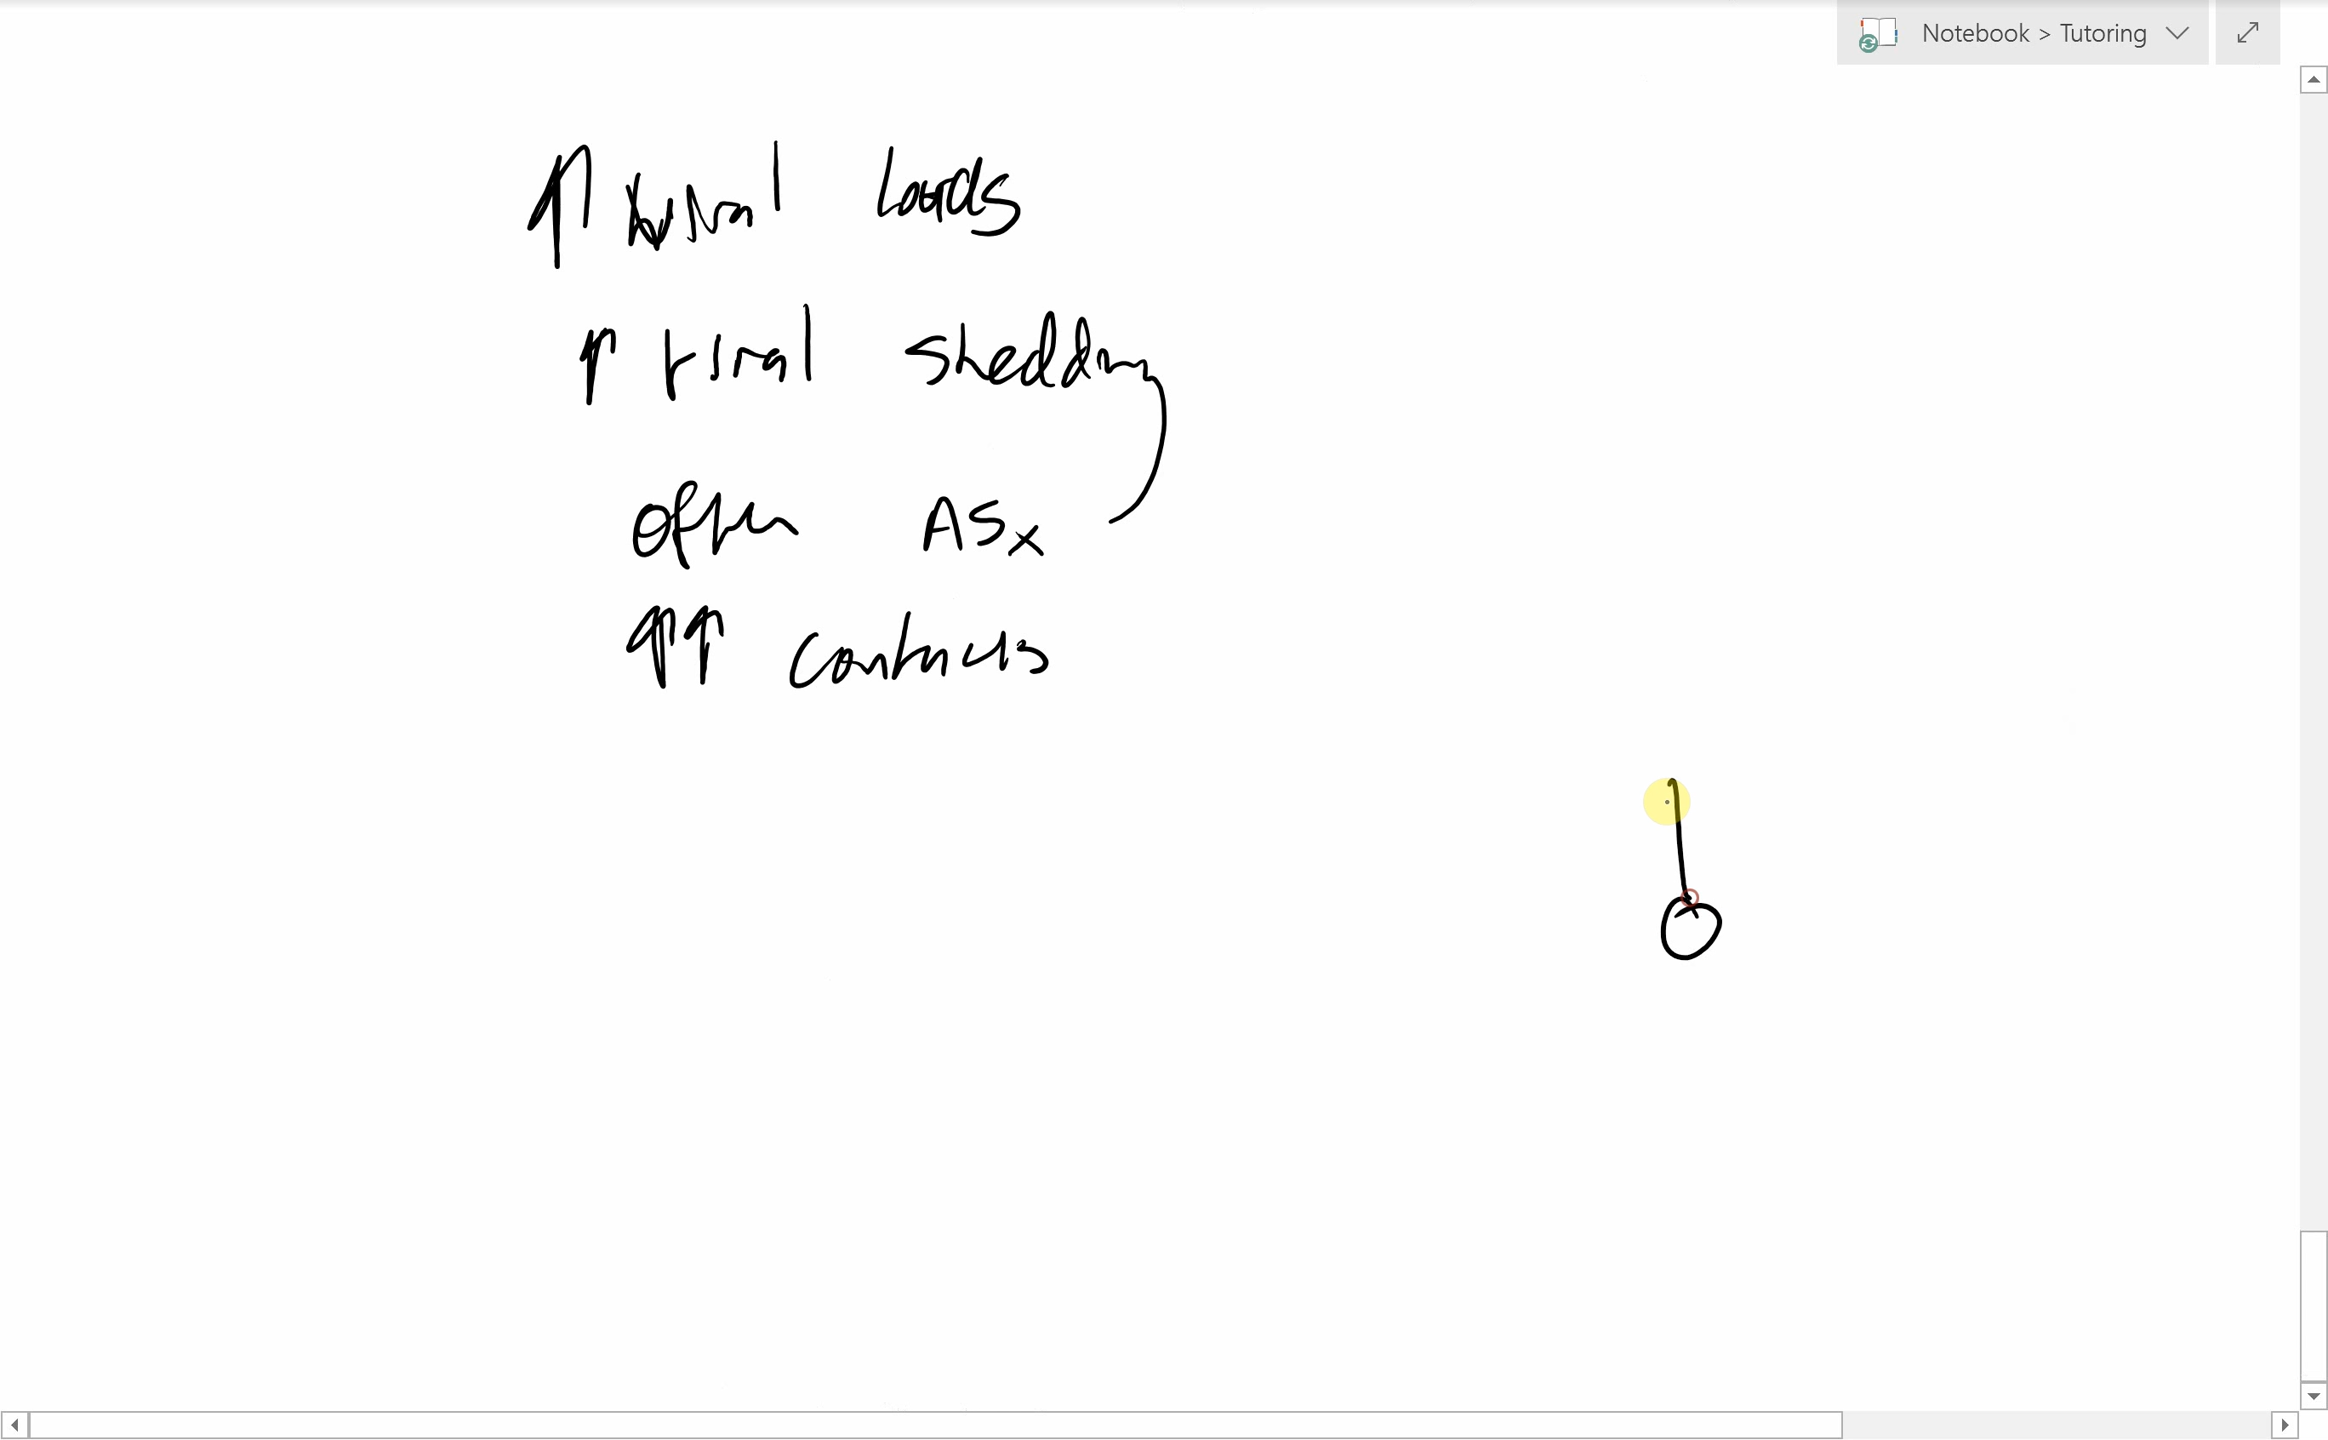 Notebook > Tutoring
↑ viral loads
↑ viral shedding
often ASx
↑↑ contacts